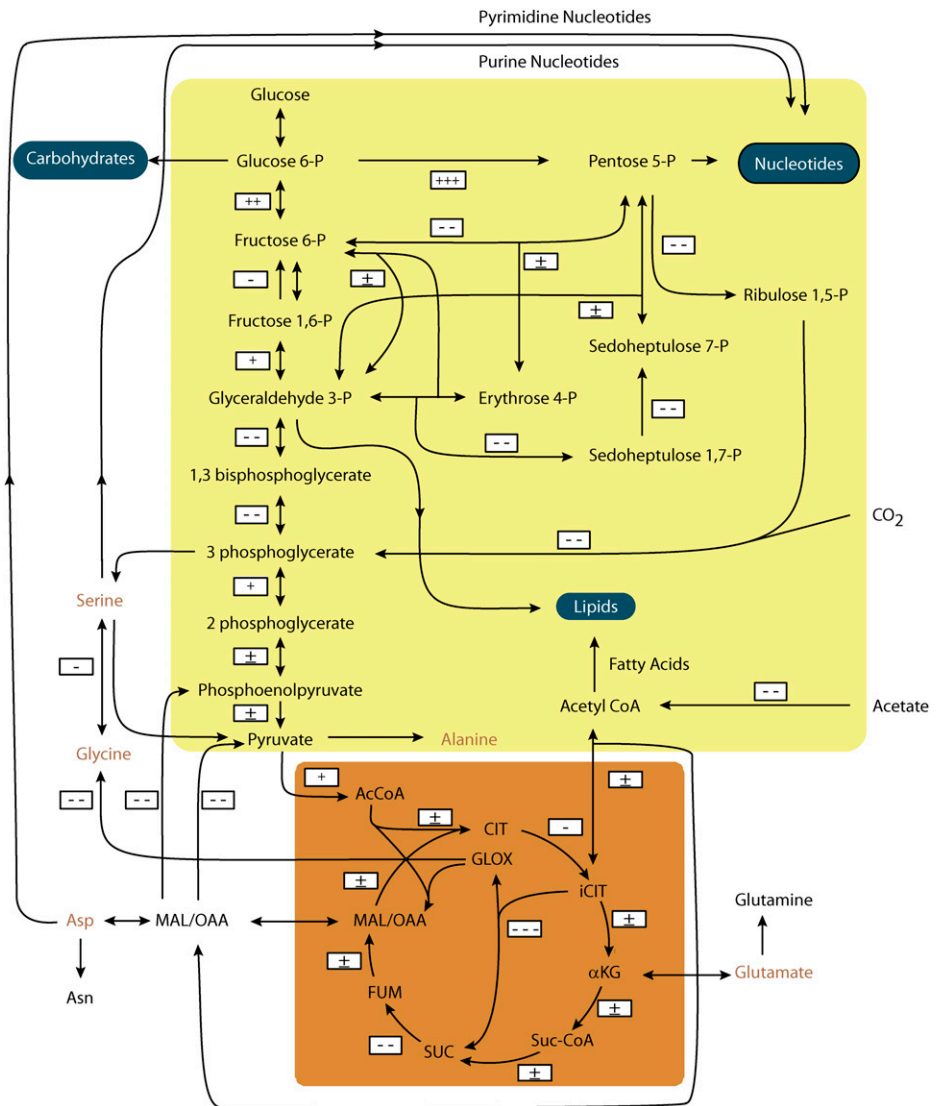 Pyrimidine Nucleotides
Purine Nucleotides
Glucose
Carbohydrates
Glucose 6-P
+++
Pentose 5-P
Nucleotides
++
- -
- -
Fructose 6-P
±
±
-
±
Ribulose 1,5-P
Fructose 1,6-P
Sedoheptulose 7-P
+
Glyceraldehyde 3-P
Erythrose 4-P
- -
- -
- -
Sedoheptulose 1,7-P
1,3 bisphosphoglycerate
- -
CO2
- -
3 phosphoglycerate
+
Serine
Lipids
2 phosphoglycerate
-
±
Fatty Acids
Phosphoenolpyruvate
- -
±
Acetyl CoA
Acetate
Glycine
Pyruvate
Alanine
- -
- -
- -
+
±
AcCoA
±
CIT
-
GLOX
±
iCIT
Glutamine
Asp
MAL/OAA
MAL/OAA
- - -
±
±
αKG
Glutamate
Asn
FUM
±
- -
SUC
Suc-CoA
±